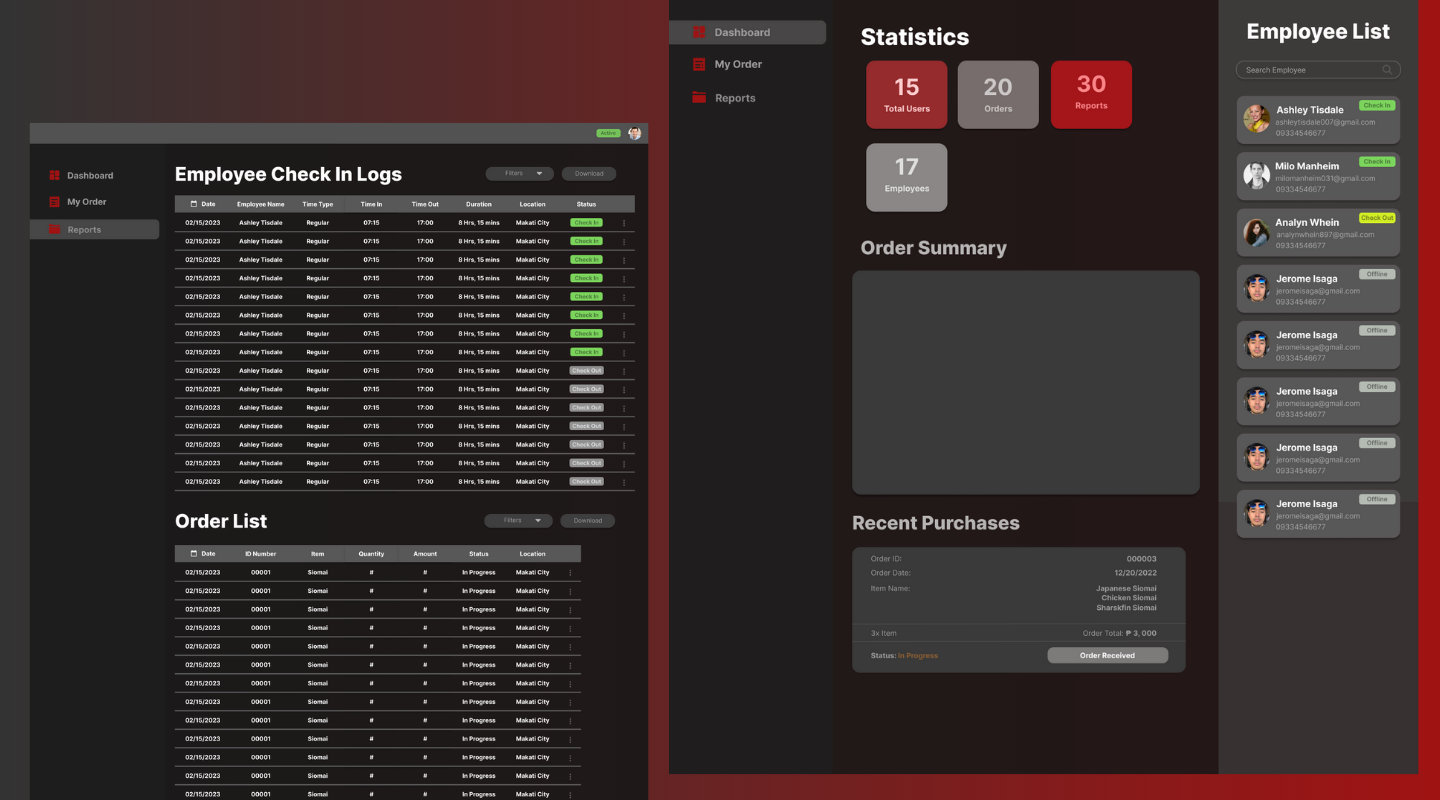 Active
Dashboard
My Order
Reports
Employee Check In Logs
Filters
Download
Date Employee Name Time Type Time In Time Out Duration Location Status
02/15/2023 Ashley Tisdale Regular 07:15 17:00 8 Hrs, 15 mins Makati City Check In
02/15/2023 Ashley Tisdale Regular 07:15 17:00 8 Hrs, 15 mins Makati City Check In
02/15/2023 Ashley Tisdale Regular 07:15 17:00 8 Hrs, 15 mins Makati City Check In
02/15/2023 Ashley Tisdale Regular 07:15 17:00 8 Hrs, 15 mins Makati City Check In
02/15/2023 Ashley Tisdale Regular 07:15 17:00 8 Hrs, 15 mins Makati City Check In
02/15/2023 Ashley Tisdale Regular 07:15 17:00 8 Hrs, 15 mins Makati City Check In
02/15/2023 Ashley Tisdale Regular 07:15 17:00 8 Hrs, 15 mins Makati City Check In
02/15/2023 Ashley Tisdale Regular 07:15 17:00 8 Hrs, 15 mins Makati City Check In
02/15/2023 Ashley Tisdale Regular 07:15 17:00 8 Hrs, 15 mins Makati City Check Out
02/15/2023 Ashley Tisdale Regular 07:15 17:00 8 Hrs, 15 mins Makati City Check Out
02/15/2023 Ashley Tisdale Regular 07:15 17:00 8 Hrs, 15 mins Makati City Check Out
02/15/2023 Ashley Tisdale Regular 07:15 17:00 8 Hrs, 15 mins Makati City Check Out
02/15/2023 Ashley Tisdale Regular 07:15 17:00 8 Hrs, 15 mins Makati City Check Out
02/15/2023 Ashley Tisdale Regular 07:15 17:00 8 Hrs, 15 mins Makati City Check Out
02/15/2023 Ashley Tisdale Regular 07:15 17:00 8 Hrs, 15 mins Makati City Check Out
Order List
Filters
Download
Date ID Number Item Quantity Amount Status Location
02/15/2023 00001 Siomai # # In Progress Makati City
02/15/2023 00001 Siomai # # In Progress Makati City
02/15/2023 00001 Siomai # # In Progress Makati City
02/15/2023 00001 Siomai # # In Progress Makati City
02/15/2023 00001 Siomai # # In Progress Makati City
02/15/2023 00001 Siomai # # In Progress Makati City
02/15/2023 00001 Siomai # # In Progress Makati City
02/15/2023 00001 Siomai # # In Progress Makati City
02/15/2023 00001 Siomai # # In Progress Makati City
02/15/2023 00001 Siomai # # In Progress Makati City
02/15/2023 00001 Siomai # # In Progress Makati City
02/15/2023 00001 Siomai # # In Progress Makati City
02/15/2023 00001 Siomai # # In Progress Makati City
Dashboard
My Order
Reports
Statistics
15
Total Users
20
Orders
30
Reports
17
Employees
Order Summary
Recent Purchases
Order ID: 000003
Order Date: 12/20/2022
Item Name: Japanese Siomai
Chicken Siomai
Sharskfin Siomai
3x Item Order Total: ₱ 3, 000
Status: In Progress
Order Received
Employee List
Search Employee
Ashley Tisdale Check In
ashleytisdale007@gmail.com
09334546677
Milo Manheim Check In
milomanheim031@gmail.com
09334546677
Analyn Whein Check Out
analynwhein897@gmail.com
09334546677
Jerome Isaga Offline
jeromeisaga@gmail.com
09334546677
Jerome Isaga Offline
jeromeisaga@gmail.com
09334546677
Jerome Isaga Offline
jeromeisaga@gmail.com
09334546677
Jerome Isaga Offline
jeromeisaga@gmail.com
09334546677
Jerome Isaga Offline
jeromeisaga@gmail.com
09334546677